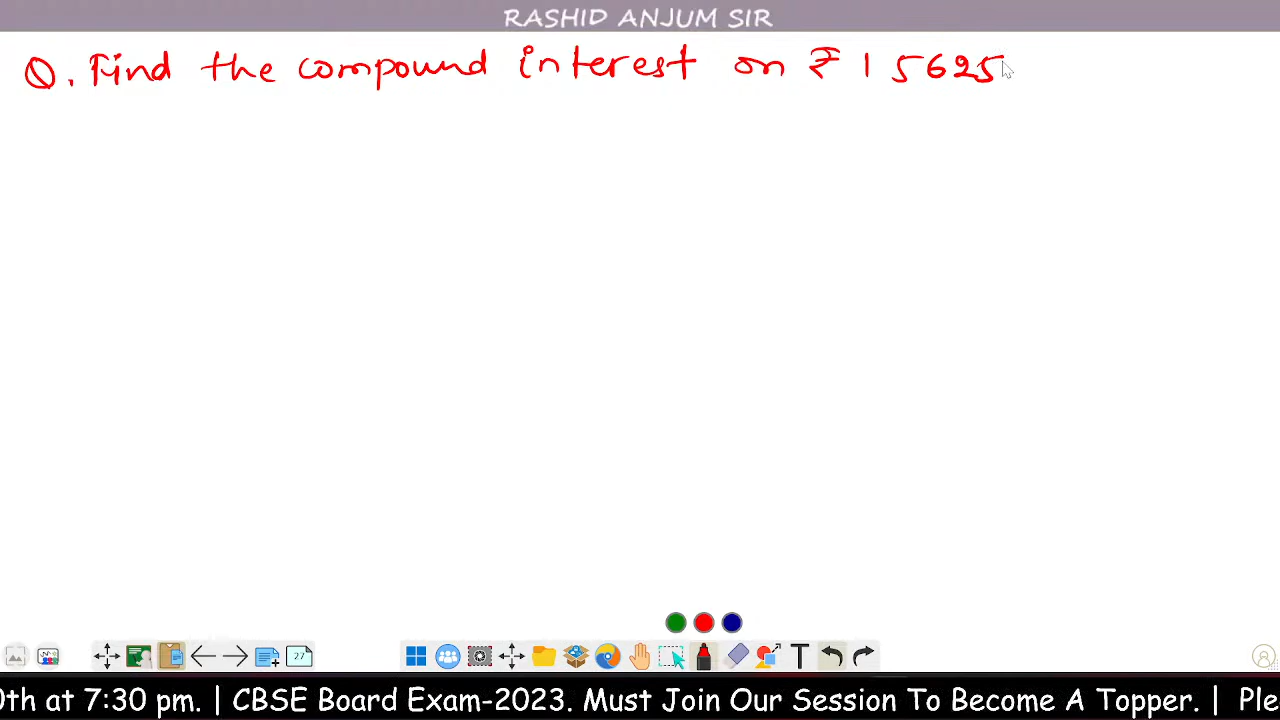 RASHID ANJUM SIR
Q. Find the compound interest on ₹ 15625
27
0th at 7:30 pm. | CBSE Board Exam-2023. Must Join Our Session To Become A Topper. | Ple